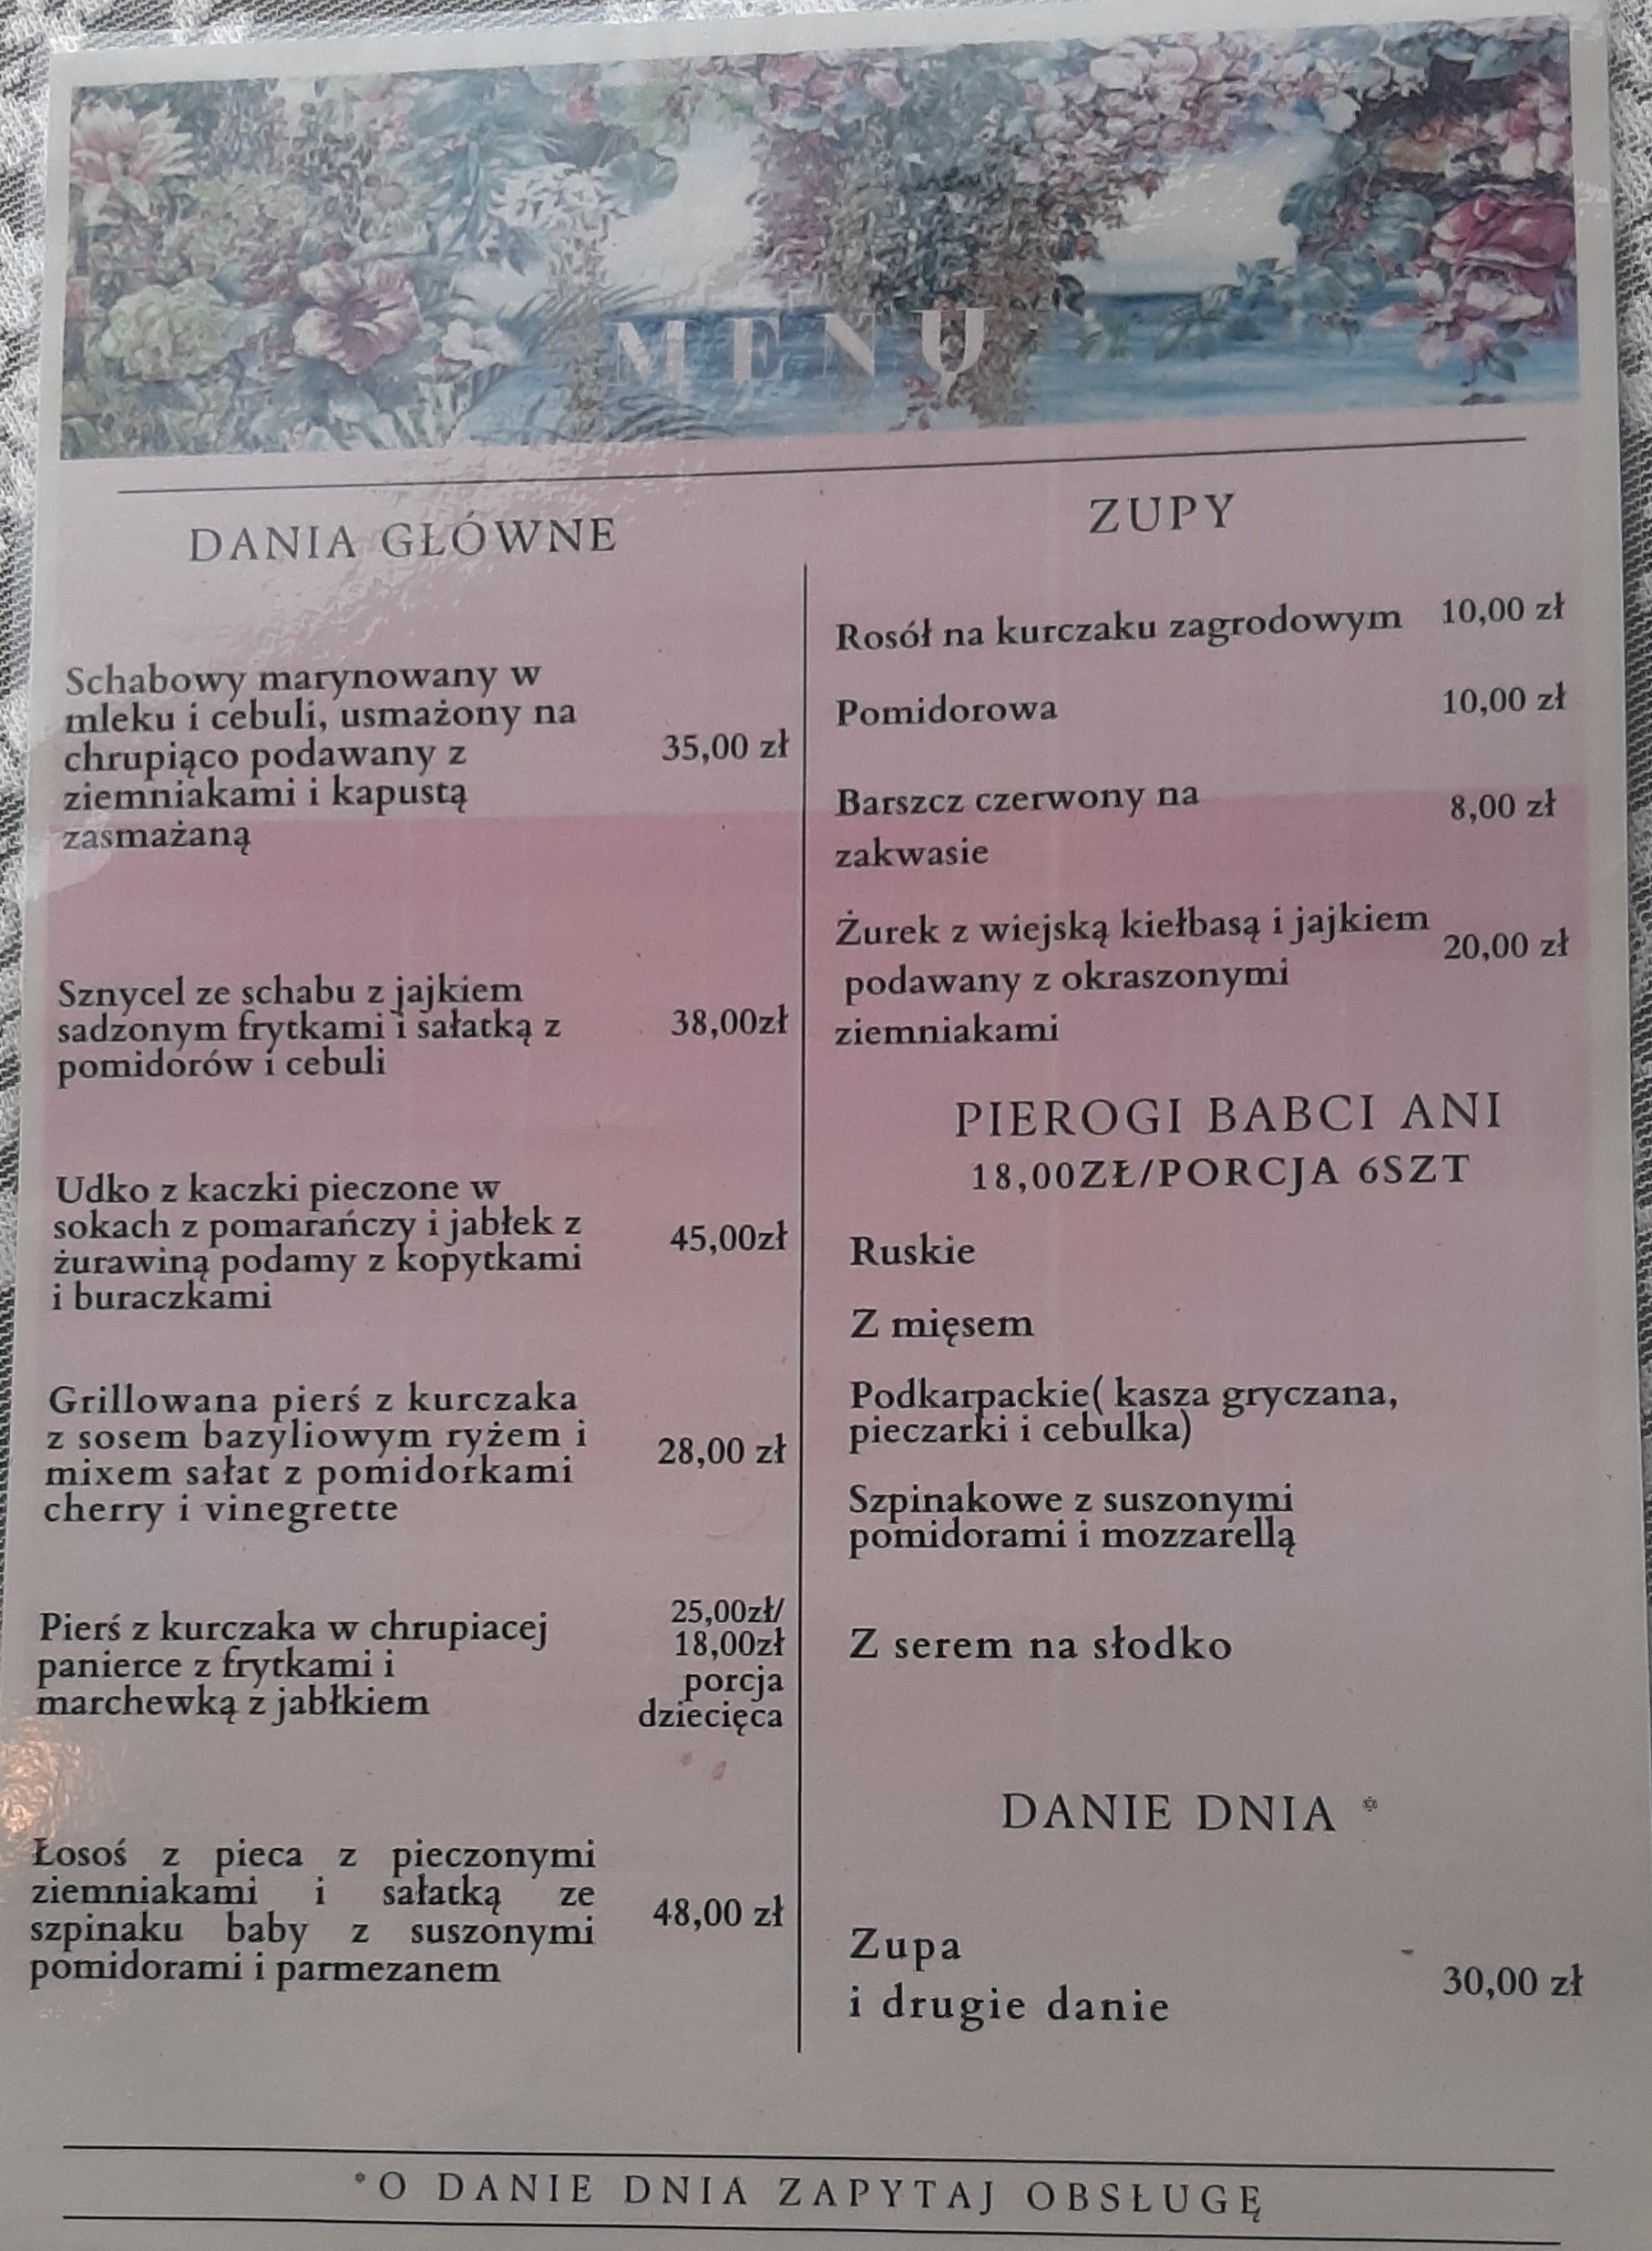 MENU
DANIA GŁÓWNE
Schabowy marynowany w
mleku i cebuli, usmażony na
chrupiąco podawany z
ziemniakami i kapustą
zasmażaną
35,00 zł
Sznycel ze schabu z jajkiem
sadzonym frytkami i sałatką z
pomidorów i cebuli
38,00zł
Udko z kaczki pieczone w
sokach z pomarańczy i jabłek z
żurawiną podamy z kopytkami
i buraczkami
45,00zł
Grillowana pierś z kurczaka
z sosem bazyliowym ryżem i
mixem sałat z pomidorkami
cherry i vinegrette
28,00 zł
Pierś z kurczaka w chrupiacej
panierce z frytkami i
marchewką z jabłkiem
25,00zł/
18,00zł
porcja
dziecięca
Łosoś z pieca z pieczonymi
ziemniakami i sałatką ze
szpinaku baby z suszonymi
pomidorami i parmezanem
48,00 zł
ZUPY
Rosół na kurczaku zagrodowym 10,00 zł
Pomidorowa 10,00 zł
Barszcz czerwony na
zakwasie
8,00 zł
Żurek z wiejską kiełbasą i jajkiem
podawany z okraszonymi
ziemniakami
20,00 zł
PIEROGI BABCI ANI
18,00ZŁ/PORCJA 6SZT
Ruskie
Z mięsem
Podkarpackie( kasza gryczana,
pieczarki i cebulka)
Szpinakowe z suszonymi
pomidorami i mozzarellą
Z serem na słodko
DANIE DNIA *
Zupa
i drugie danie
30,00 zł
*O DANIE DNIA ZAPYTAJ OBSŁUGĘ